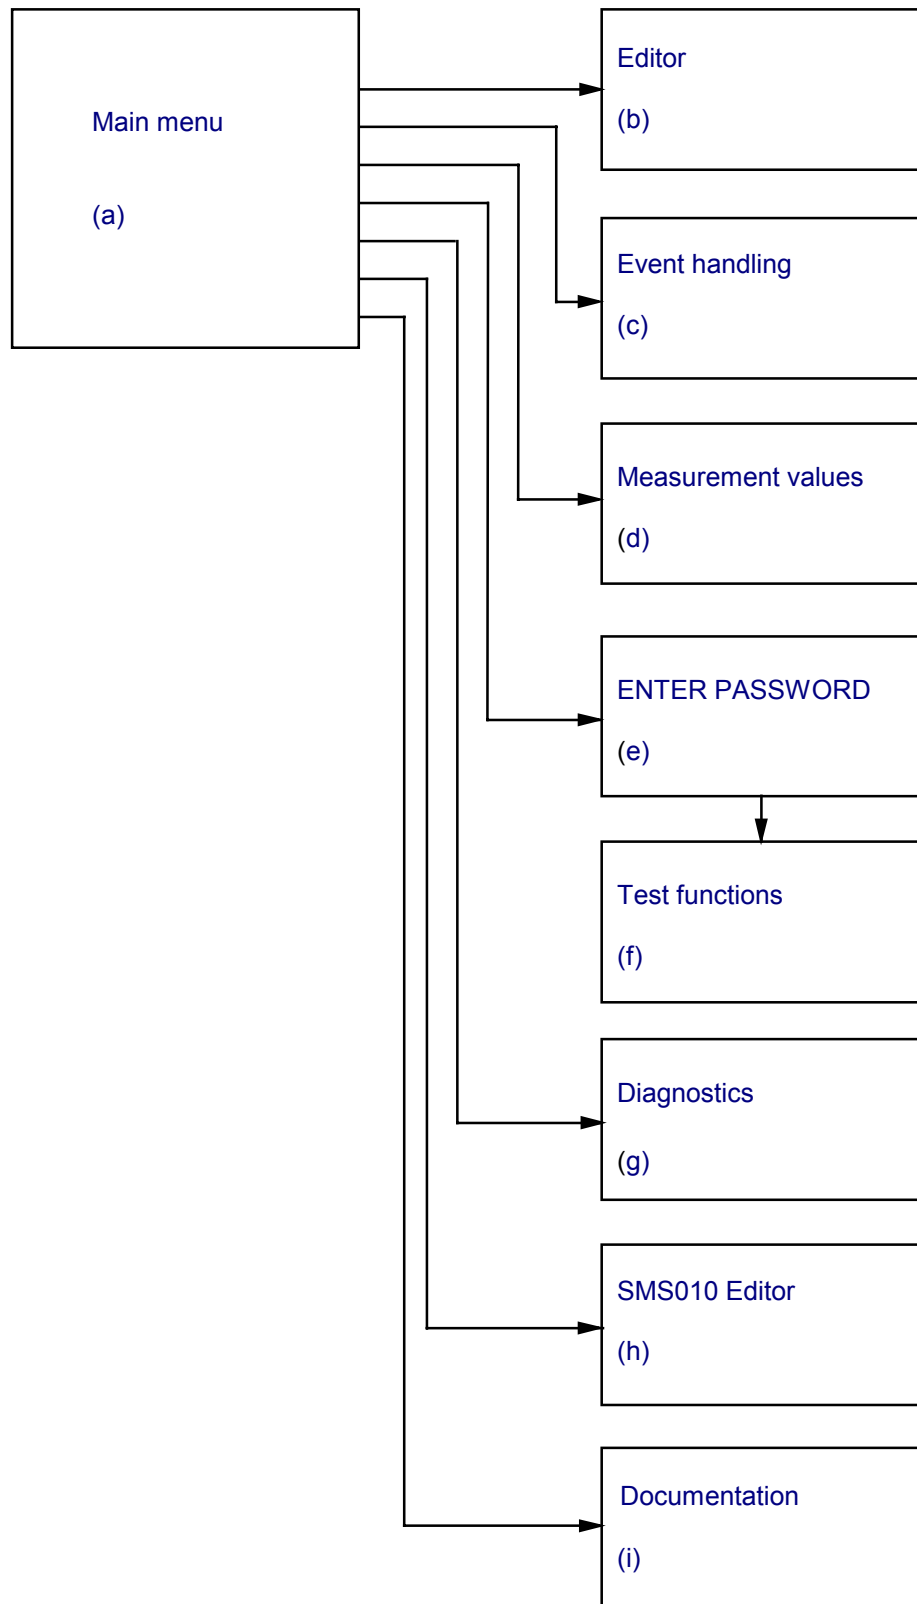 Main menu
(a)
Editor
(b)
Event handling
(c)
Measurement values
(d)
ENTER PASSWORD
(e)
Test functions
(f)
Diagnostics
(g)
SMS010 Editor
(h)
Documentation
(i)